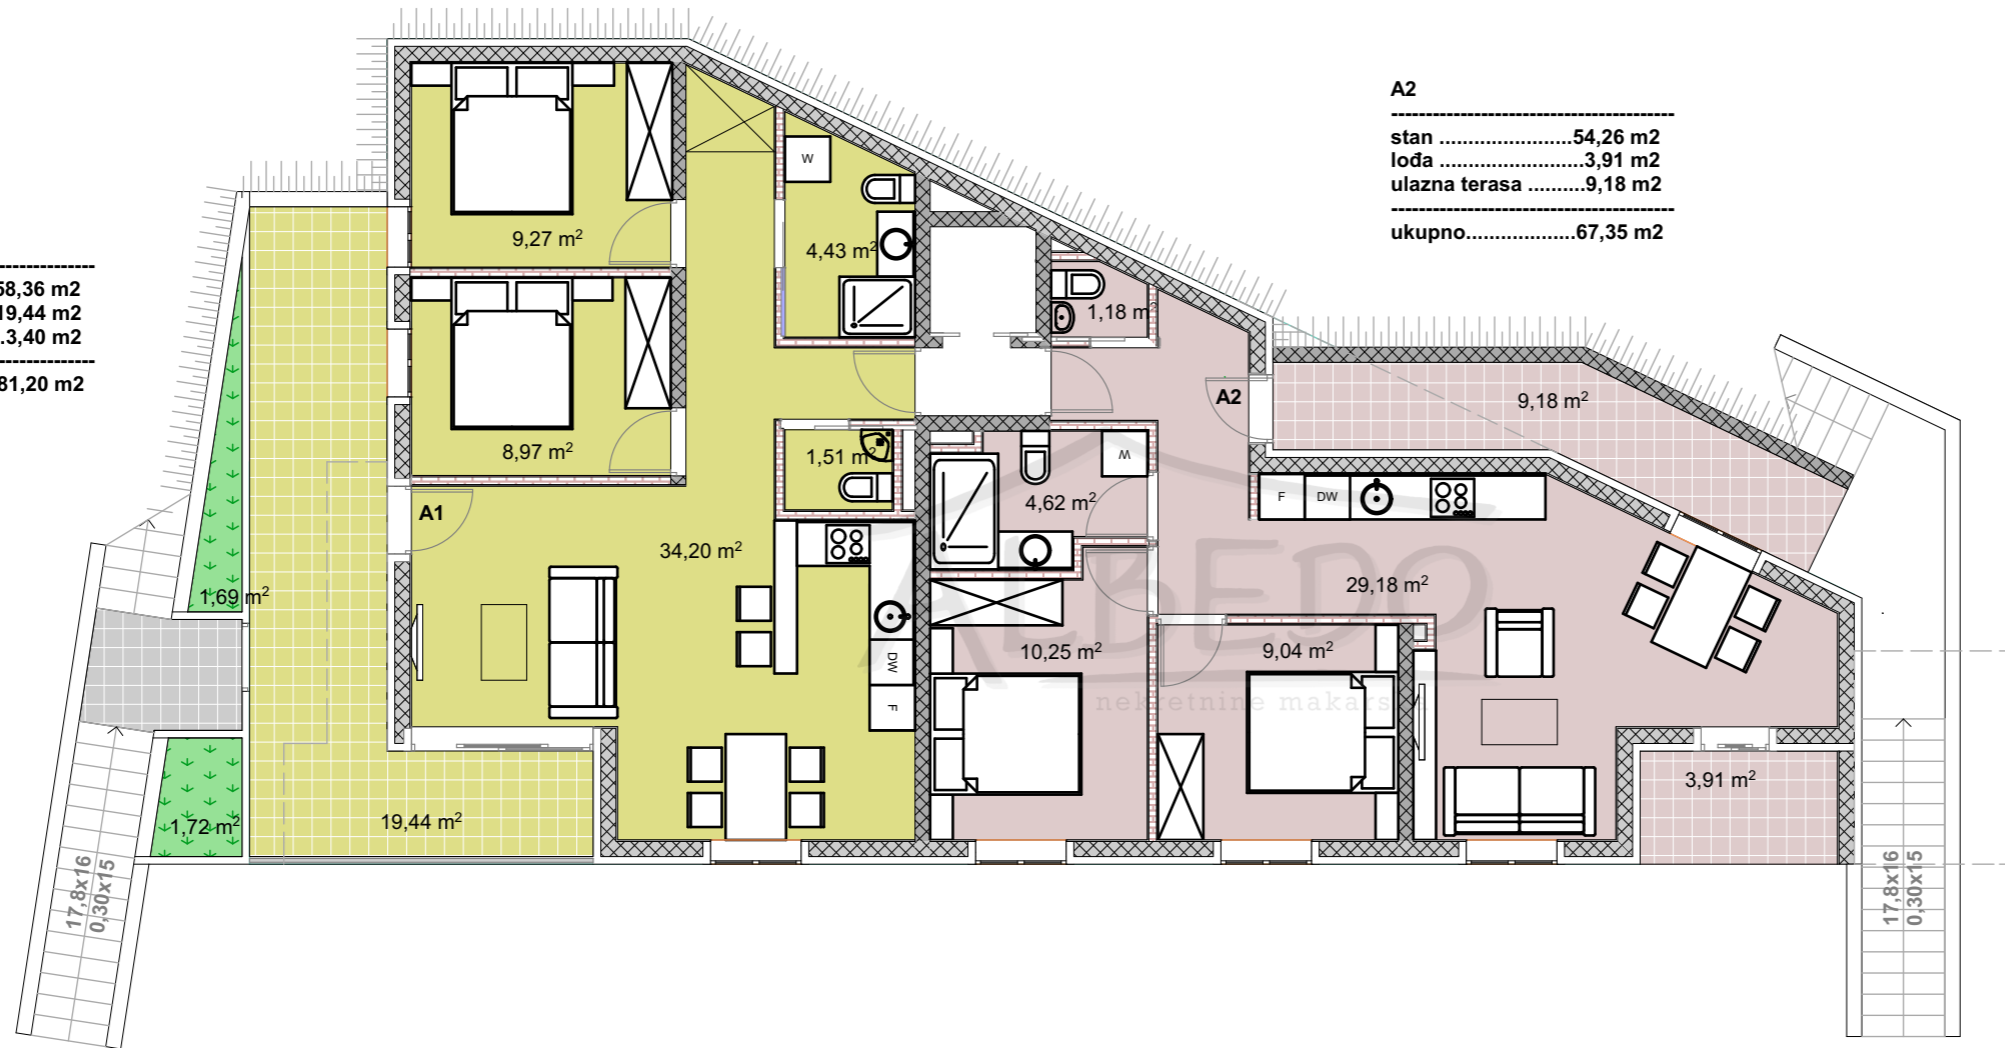 A2
stan ........................54,26 m2
lođa ..........................3,91 m2
ulazna terasa ..........9,18 m2
ukupno....................67,35 m2
58,36 m2
19,44 m2
.3,40 m2
81,20 m2
9,27 m²
4,43 m²
W
1,18 m
8,97 m²
1,51 m²
A1
A2
9,18 m²
W
4,62 m²
F
DW
34,20 m²
29,18 m²
1,69 m²
ALBEDO
10,25 m²
9,04 m²
DW
F
nekretnine makarska
3,91 m²
19,44 m²
1,72 m²
17,8x16
0,30x15
17,8x16
0,30x15